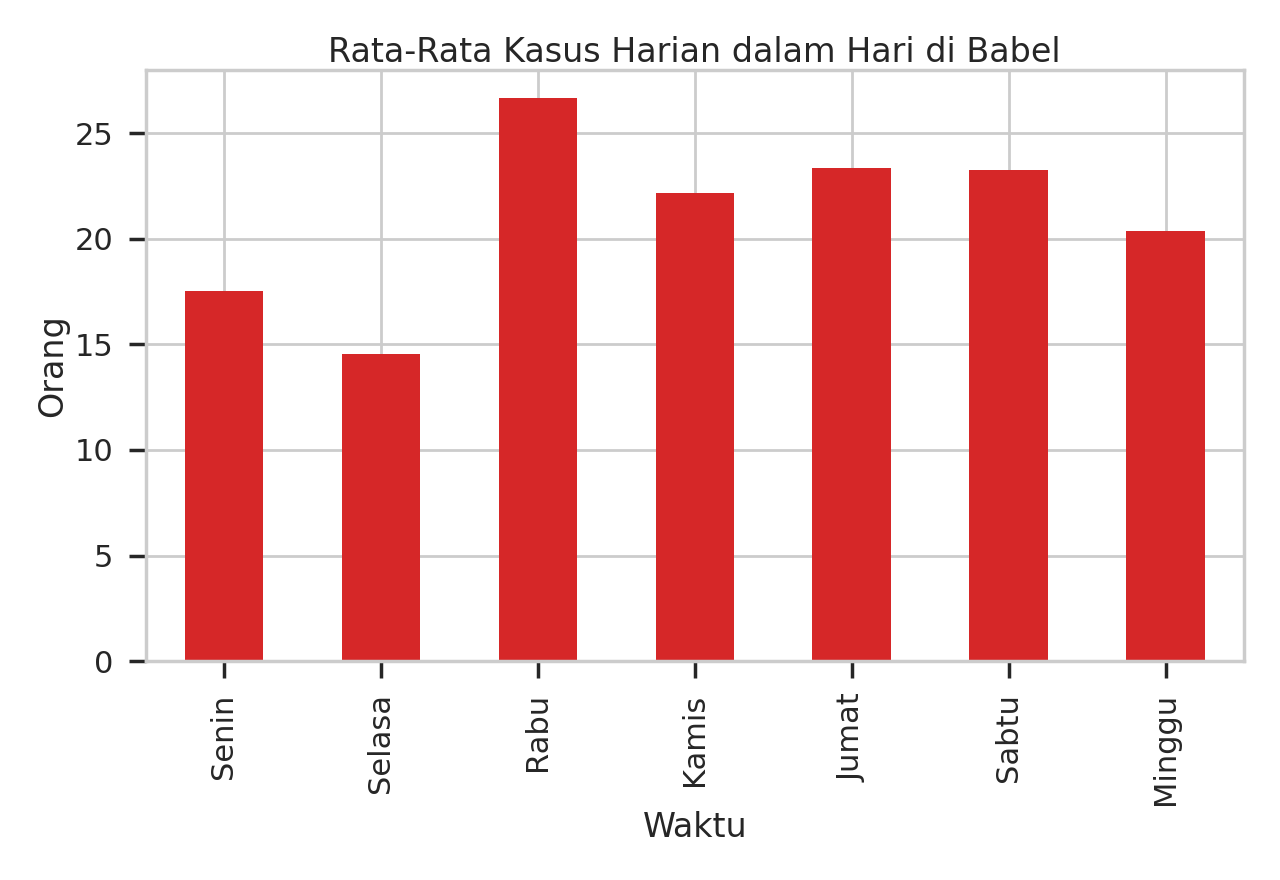 Rata-Rata Kasus Harian dalam Hari di Babel
Orang
25
20
15
10
5
0
Senin
Selasa
Rabu
Kamis
Jumat
Sabtu
Minggu
Waktu